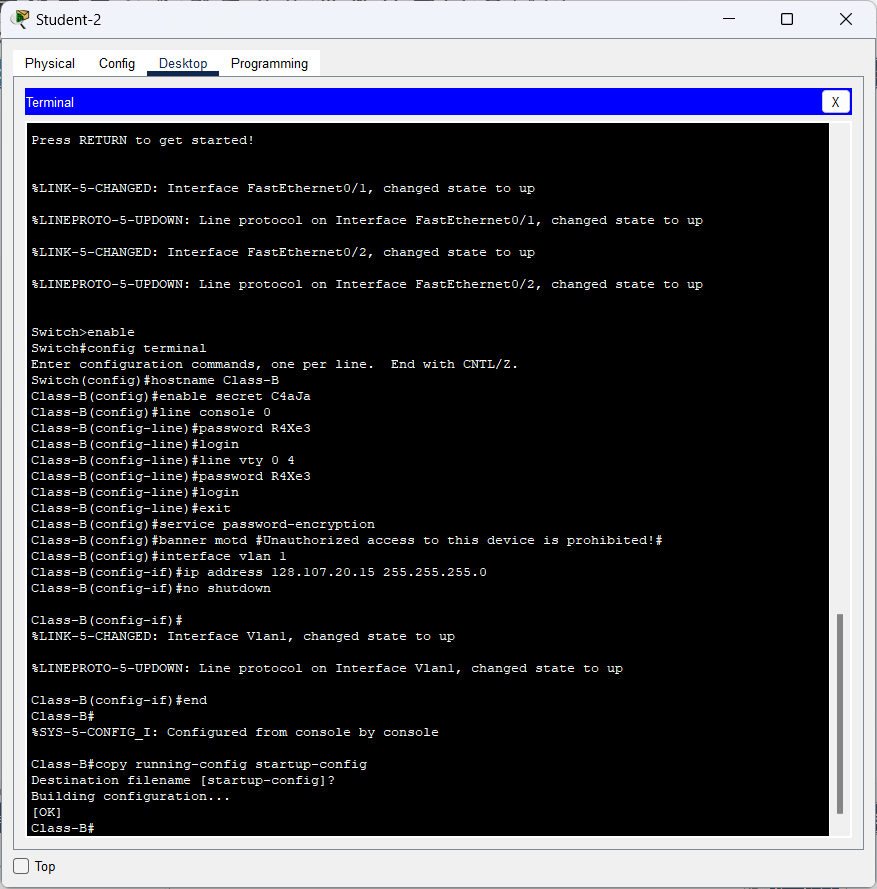 Student-2
Physical Config Desktop Programming
Terminal X
Press RETURN to get started!
%LINK-5-CHANGED: Interface FastEthernet0/1, changed state to up
%LINEPROTO-5-UPDOWN: Line protocol on Interface FastEthernet0/1, changed state to up
%LINK-5-CHANGED: Interface FastEthernet0/2, changed state to up
%LINEPROTO-5-UPDOWN: Line protocol on Interface FastEthernet0/2, changed state to up
Switch>enable
Switch#config terminal
Enter configuration commands, one per line.  End with CNTL/Z.
Switch(config)#hostname Class-B
Class-B(config)#enable secret C4aJa
Class-B(config)#line console 0
Class-B(config-line)#password R4Xe3
Class-B(config-line)#login
Class-B(config-line)#line vty 0 4
Class-B(config-line)#password R4Xe3
Class-B(config-line)#login
Class-B(config-line)#exit
Class-B(config)#service password-encryption
Class-B(config)#banner motd #Unauthorized access to this device is prohibited!#
Class-B(config)#interface vlan 1
Class-B(config-if)#ip address 128.107.20.15 255.255.255.0
Class-B(config-if)#no shutdown
Class-B(config-if)#
%LINK-5-CHANGED: Interface Vlan1, changed state to up
%LINEPROTO-5-UPDOWN: Line protocol on Interface Vlan1, changed state to up
Class-B(config-if)#end
Class-B#
%SYS-5-CONFIG_I: Configured from console by console
Class-B#copy running-config startup-config
Destination filename [startup-config]?
Building configuration...
[OK]
Class-B#
Top